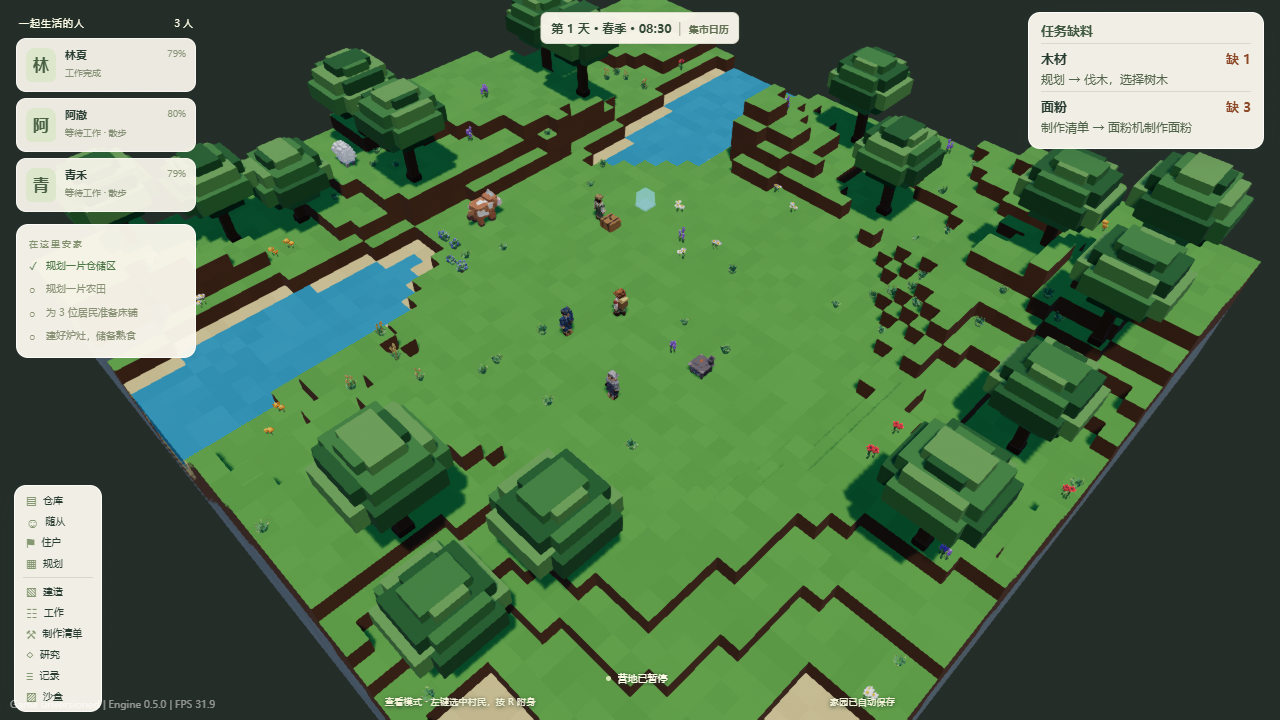 一起生活的人 3 人
林 林夏 79%
工作完成
阿 阿澈 80%
等待工作 · 散步
青 青禾 79%
等待工作 · 散步
在这里安家
✓ 规划一片仓储区
○ 规划一片农田
○ 为 3 位居民准备床铺
○ 建好炉灶，储备熟食
第 1 天 • 春季 • 08:30 | 集市日历
任务缺料
木材 缺 1
规划 → 伐木，选择树木
面粉 缺 3
制作清单 → 面粉机制作面粉
仓库
随从
住户
规划
建造
工作
制作清单
研究
记录
沙盒
| Engine 0.5.0 | FPS 31.9
营地已暂停
查看模式 · 左键选中村民，按 R 附身
家园已自动保存